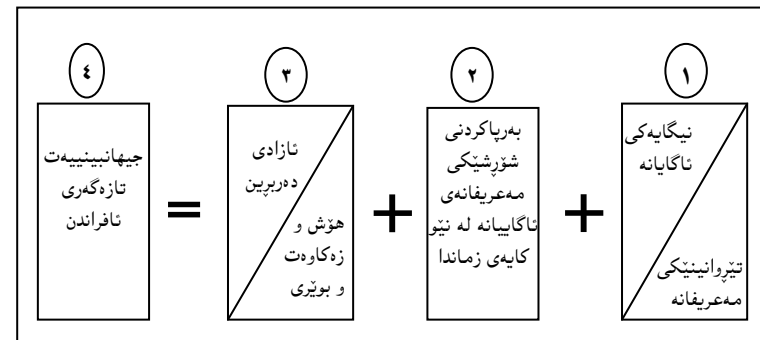 ١
نیگایەکی
ئاگایانە
تێڕوانینێکی
مەعریفانە
+
٢
بەرپاکردنی
شۆڕشێکی
مەعریفانەی
ئاگاییانە لە نێو
کایەی زماندا
+
٣
ئازادی
دەربڕین
هۆش و
زەکاوەت
و بوێری
=
٤
جیهانبینییەت
تازەگەری
ئافراندن